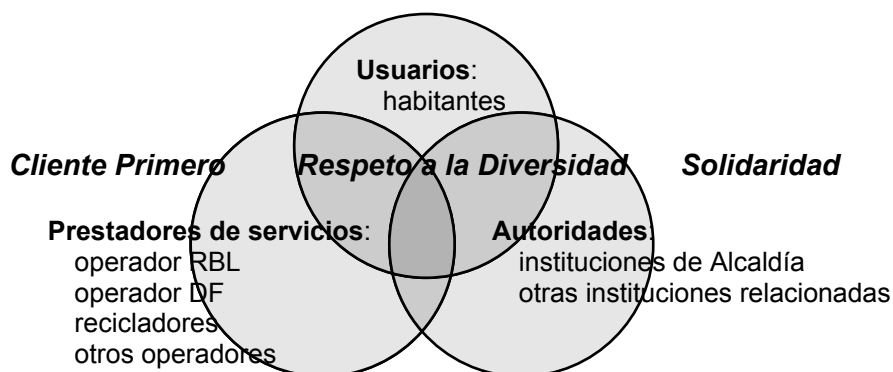 Usuarios:
habitantes
Cliente Primero Respeto a la Diversidad Solidaridad
Prestadores de servicios:
operador RBL
operador DF
recicladores
otros operadores
Autoridades:
instituciones de Alcaldía
otras instituciones relacionadas